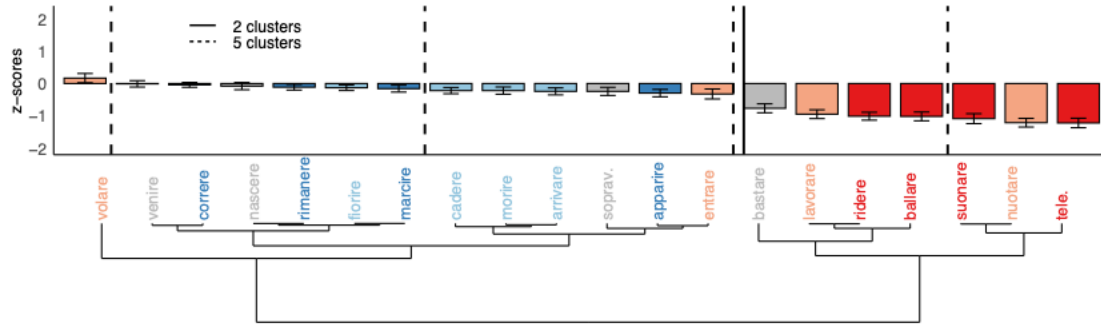 2
1
0
−1
−2
z-scores
2 clusters
5 clusters
volare
venire
correre
nascere
rimanere
fiorire
marcire
cadere
morire
arrivare
soprav.
apparire
entrare
bastare
lavorare
ridere
ballare
suonare
nuotare
tele.